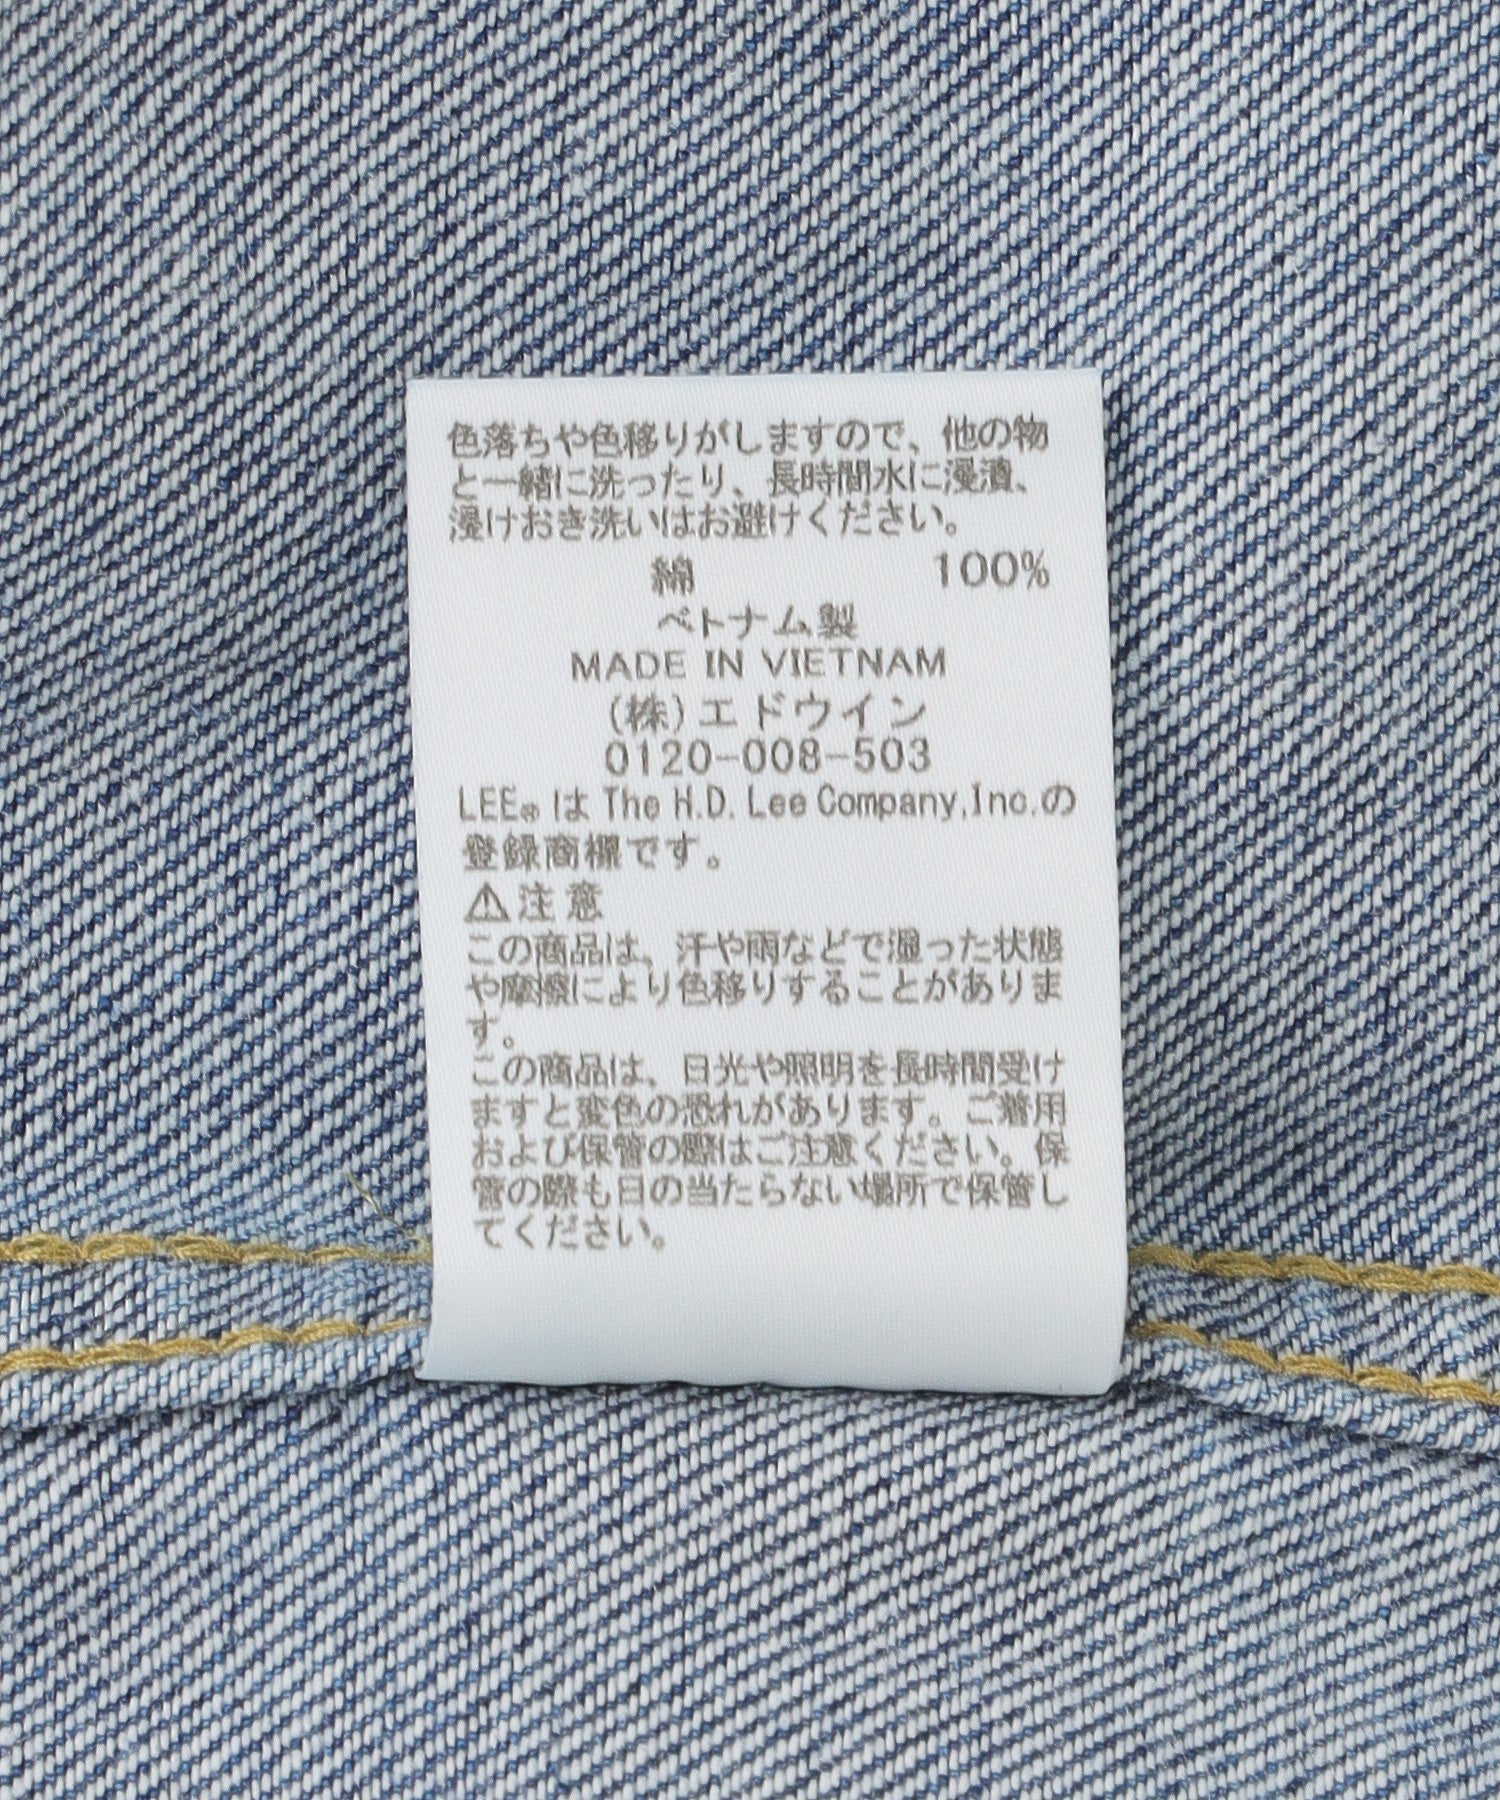 色落ちや色移りがしますので、他の物
と一緒に洗ったり、長時間水に浸漬、
浸けおき洗いはお避けください。
綿 100%
ベトナム製
MADE IN VIETNAM
(株)エドウイン
0120-008-503
LEE® は The H.D. Lee Company,Inc.の
登録商標です。
⚠注意
この商品は、汗や雨などで湿った状態
や摩擦により色移りすることがありま
す。
この商品は、日光や照明を長時間受け
ますと変色の恐れがあります。ご着用
および保管の際はご注意ください。保
管の際も日の当たらない場所で保管し
てください。